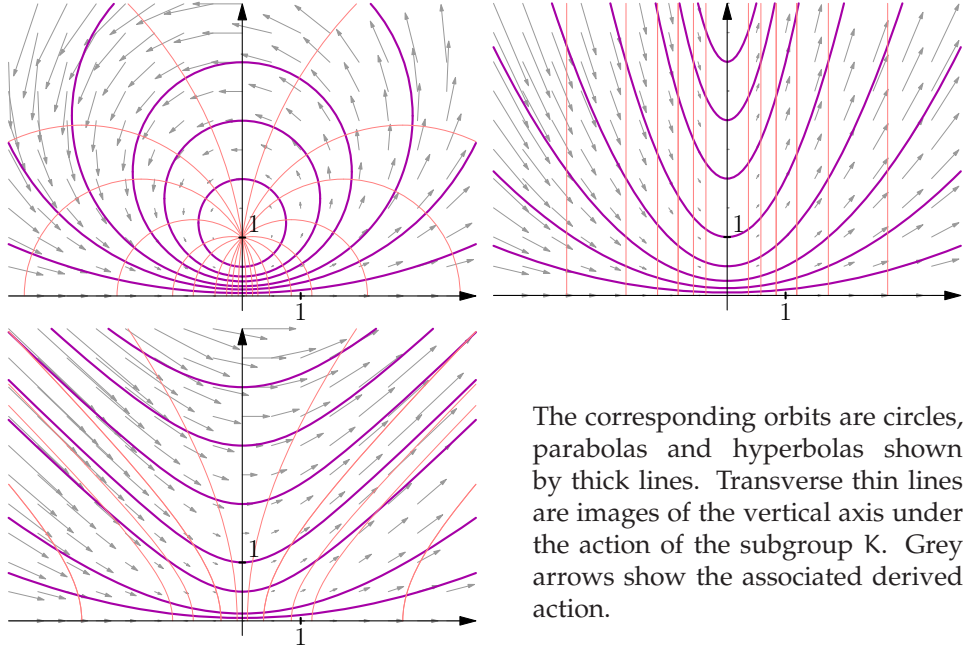 1
1
1
1
1
1
The corresponding orbits are circles,
parabolas and hyperbolas shown
by thick lines. Transverse thin lines
are images of the vertical axis under
the action of the subgroup K. Grey
arrows show the associated derived
action.